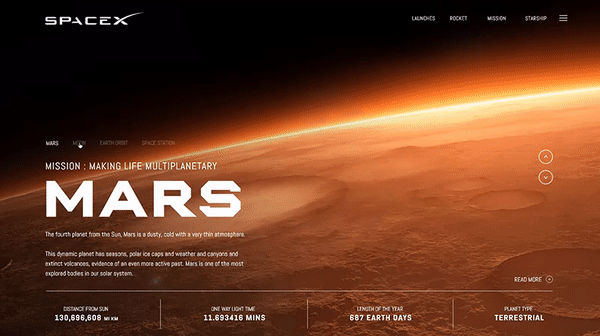 SPACEX
LAUNCHES ROCKET MISSION STARSHIP
MARS MOON EARTH ORBIT SPACE STATION
MISSION : MAKING LIFE MULTIPLANETARY
MARS
The fourth planet from the Sun, Mars is a dusty, cold with a very thin atmosphere.
This dynamic planet has seasons, polar ice caps and weather and canyons and
extinct volcanoes, evidence of an even more active past. Mars is one of the most
explored bodies in our solar system.
READ MORE
DISTANCE FROM SUN ONE WAY LIGHT TIME LENGTH OF THE YEAR PLANET TYPE
130,696,608 MI KM 11.693416 MINS 687 EARTH DAYS TERRESTRIAL